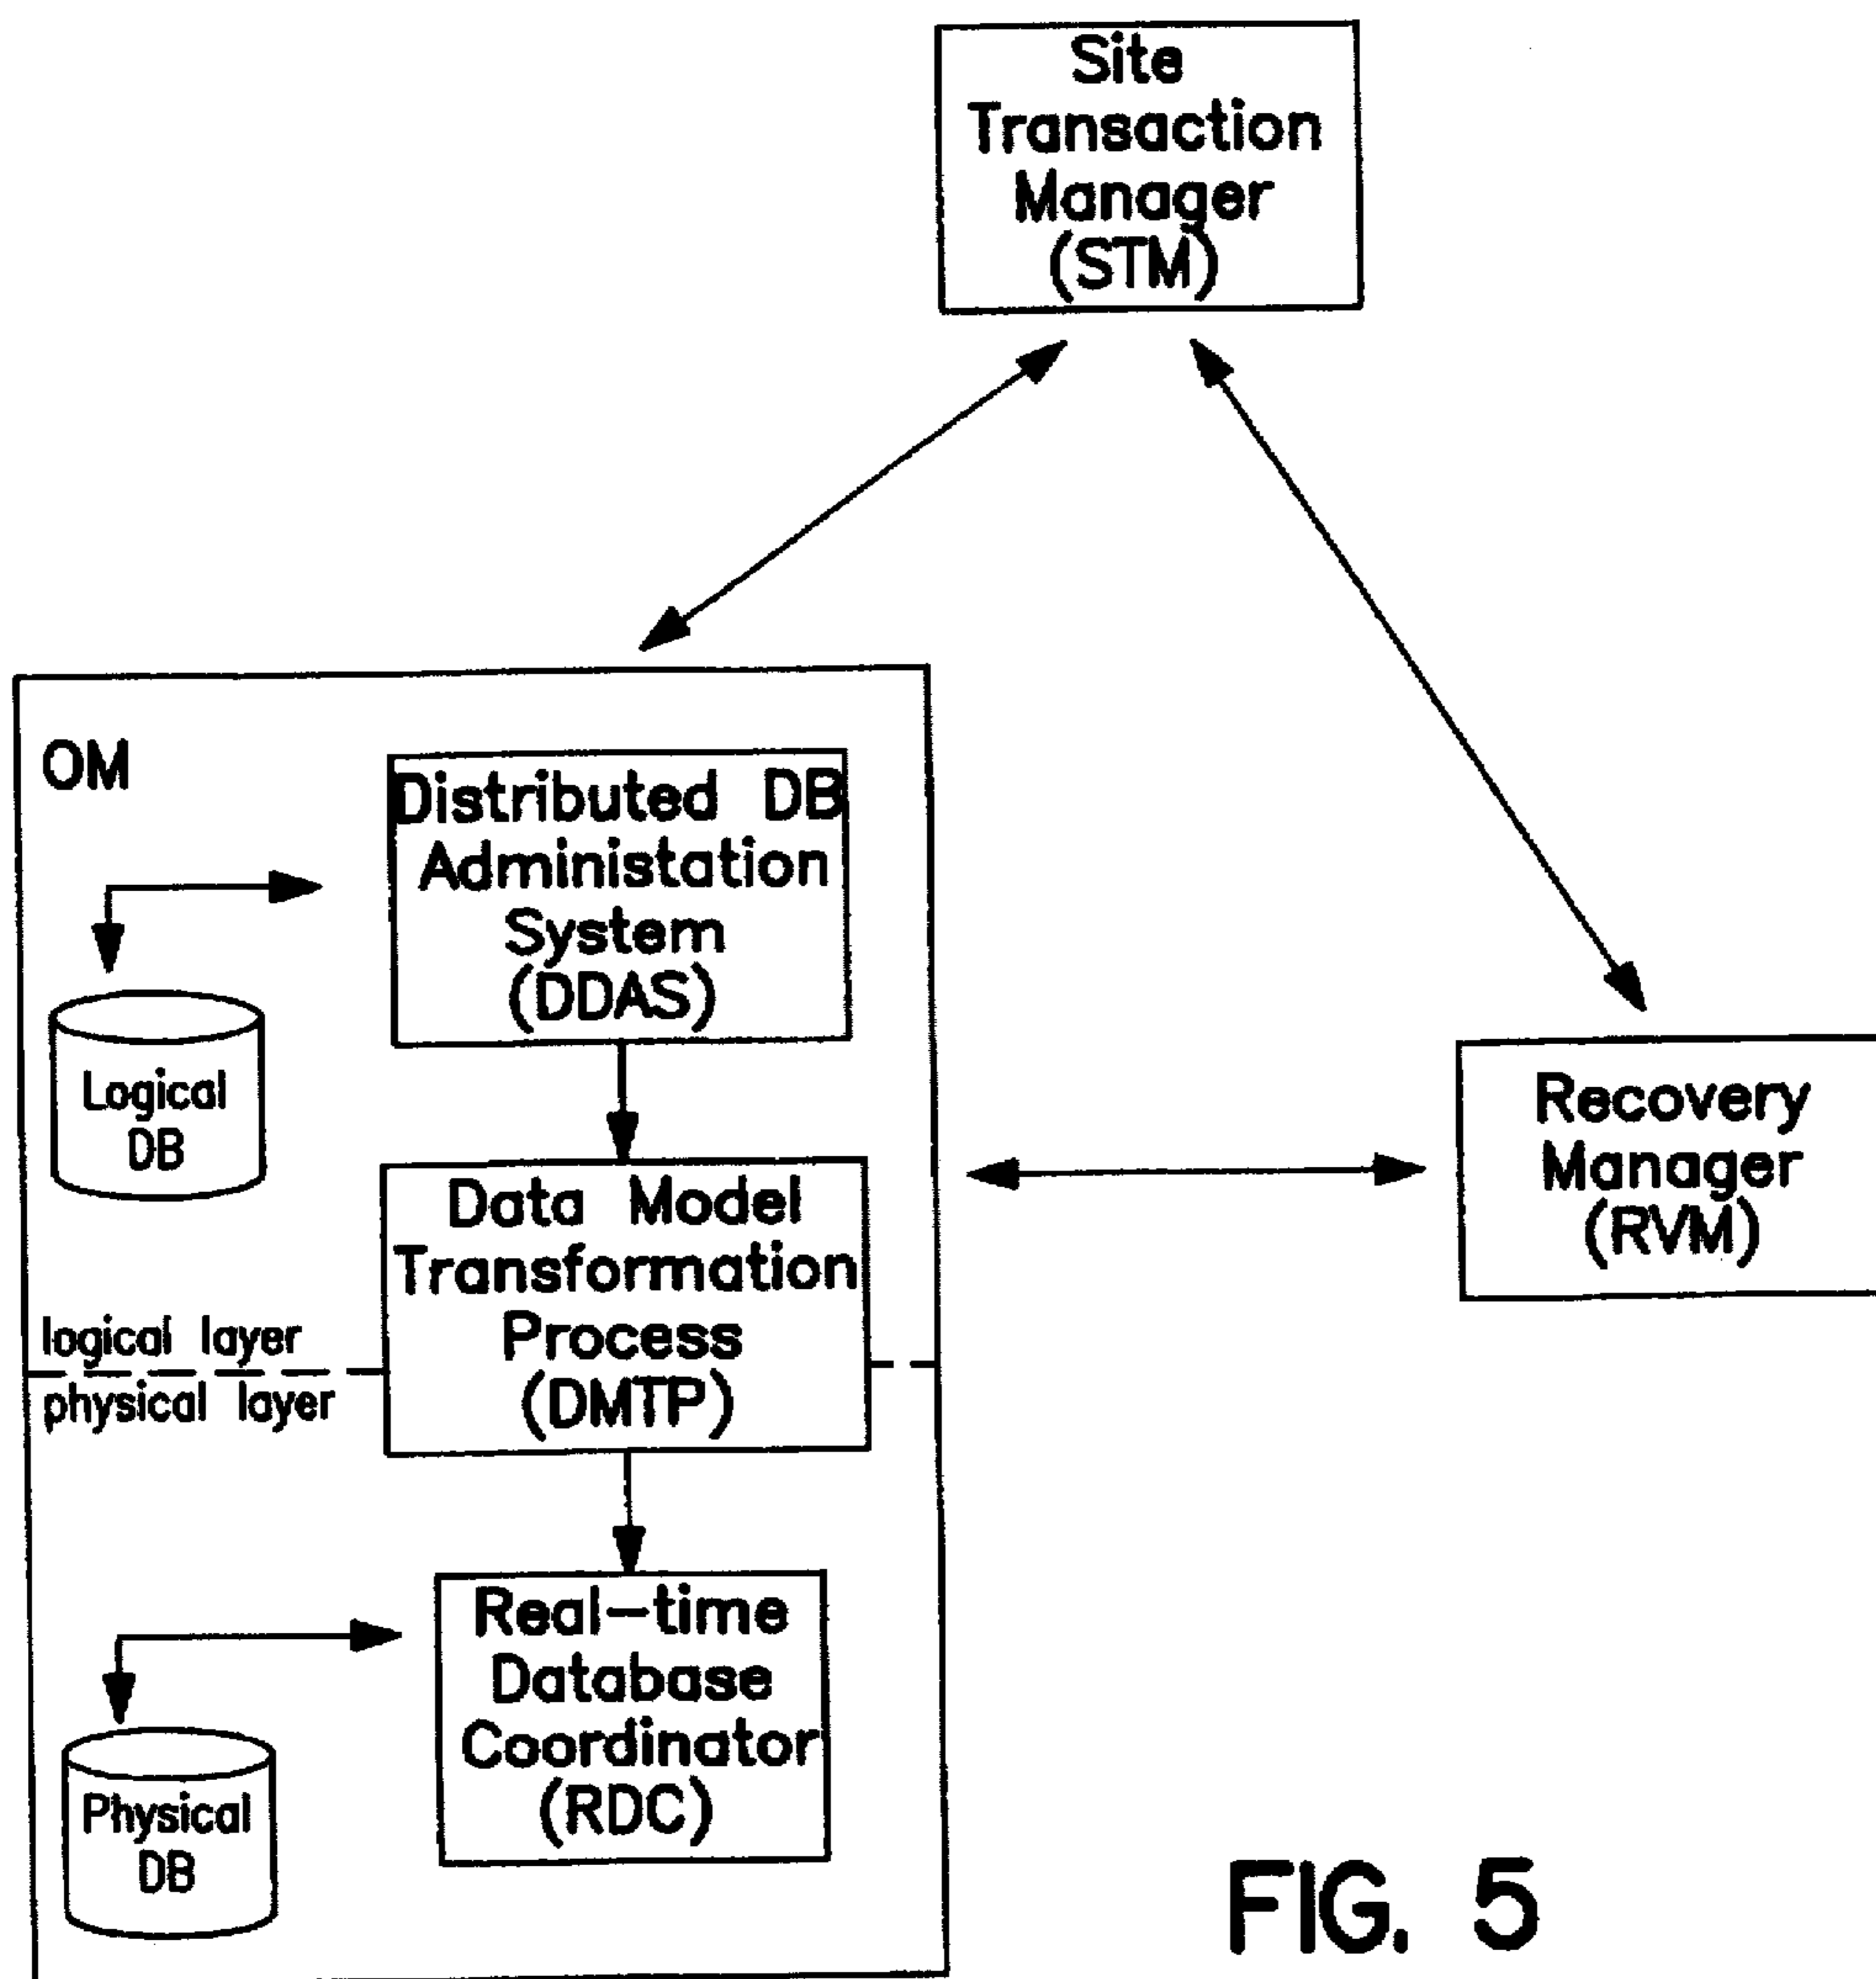 Site
Transaction
Manager
(STM)
OM
Distributed DB
Administation
System
(DDAS)
Logical
DB
Data Model
Transformation
Process
(DMTP)
logical layer
physical layer
Recovery
Manager
(RVM)
Real-time
Database
Coordinator
(RDC)
Physical
DB
FIG. 5